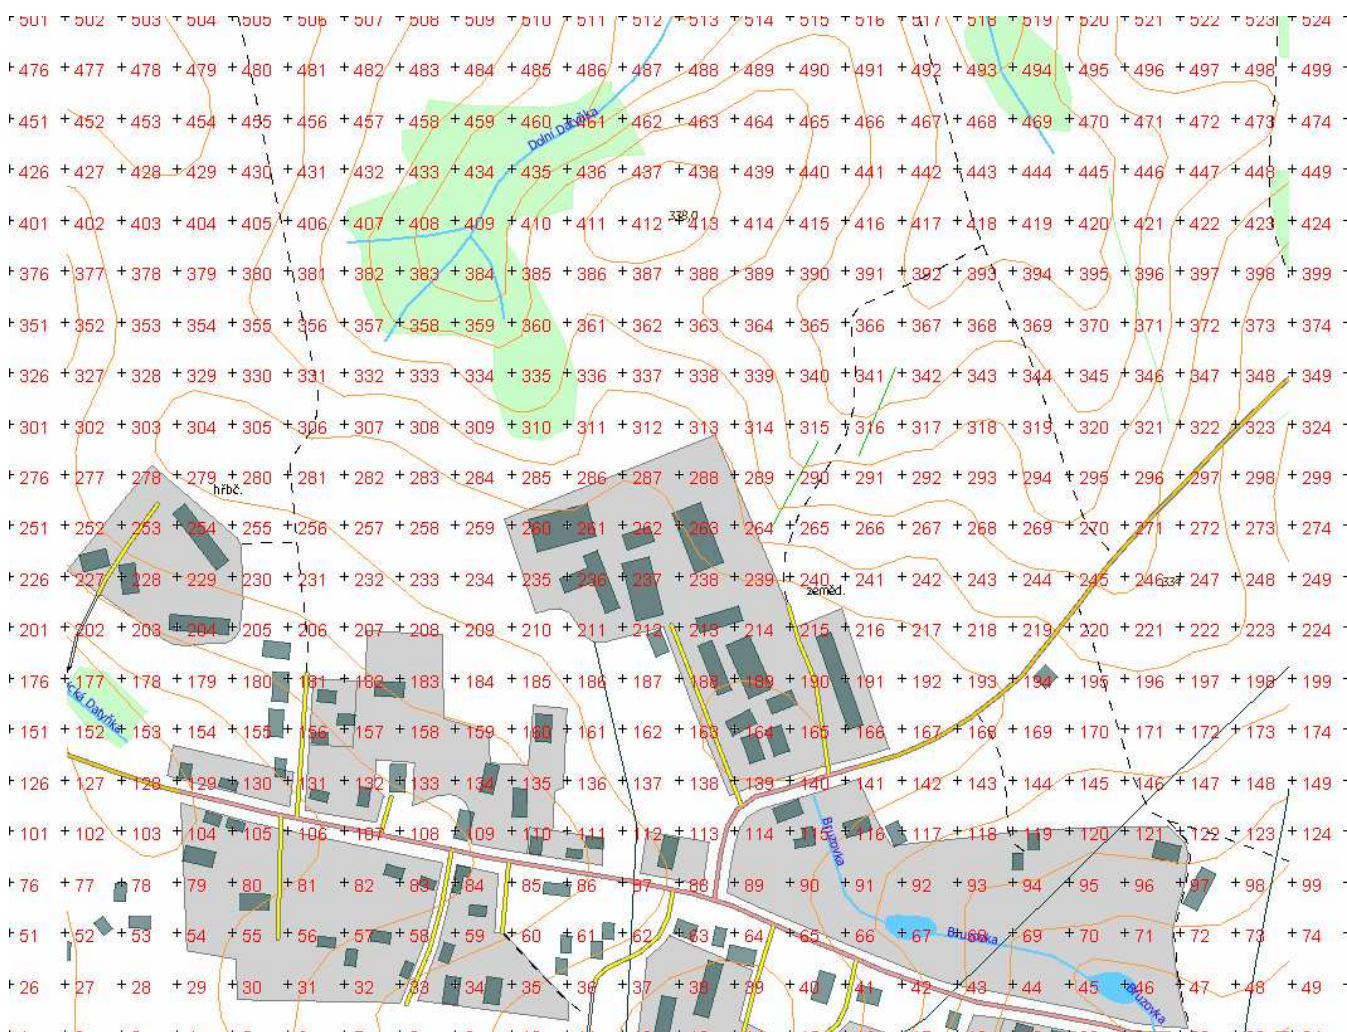 501 502 503 504 505 506 507 508 509 510 511 512 513 514 515 516 517 518 519 520 521 522 523 524
476 477 478 479 480 481 482 483 484 485 486 487 488 489 490 491 492 493 494 495 496 497 498 499
Dolní Datyňka
451 452 453 454 455 456 457 458 459 460 461 462 463 464 465 466 467 468 469 470 471 472 473 474
426 427 428 429 430 431 432 433 434 435 436 437 438 439 440 441 442 443 444 445 446 447 448 449
338,0
401 402 403 404 405 406 407 408 409 410 411 412 413 414 415 416 417 418 419 420 421 422 423 424
376 377 378 379 380 381 382 383 384 385 386 387 388 389 390 391 392 393 394 395 396 397 398 399
351 352 353 354 355 356 357 358 359 360 361 362 363 364 365 366 367 368 369 370 371 372 373 374
326 327 328 329 330 331 332 333 334 335 336 337 338 339 340 341 342 343 344 345 346 347 348 349
301 302 303 304 305 306 307 308 309 310 311 312 313 314 315 316 317 318 319 320 321 322 323 324
276 277 278 279 280 281 282 283 284 285 286 287 288 289 290 291 292 293 294 295 296 297 298 299
hřbč.
251 252 253 254 255 256 257 258 259 260 261 262 263 264 265 266 267 268 269 270 271 272 273 274
226 227 228 229 230 231 232 233 234 235 236 237 238 239 240 241 242 243 244 245 246 337 247 248 249
zeměd.
201 202 203 204 205 206 207 208 209 210 211 212 213 214 215 216 217 218 219 220 221 222 223 224
176 177 178 179 180 181 182 183 184 185 186 187 188 189 190 191 192 193 194 195 196 197 198 199
ická Datyňka
151 152 153 154 155 156 157 158 159 160 161 162 163 164 165 166 167 168 169 170 171 172 173 174
126 127 128 129 130 131 132 133 134 135 136 137 138 139 140 141 142 143 144 145 146 147 148 149
101 102 103 104 105 106 107 108 109 110 111 112 113 114 115 116 117 118 119 120 121 122 123 124
Bruzovka
76 77 78 79 80 81 82 83 84 85 86 87 88 89 90 91 92 93 94 95 96 97 98 99
51 52 53 54 55 56 57 58 59 60 61 62 63 64 65 66 67 68 69 70 71 72 73 74
Bruzovka
26 27 28 29 30 31 32 33 34 35 36 37 38 39 40 41 42 43 44 45 46 47 48 49
Bruzovka